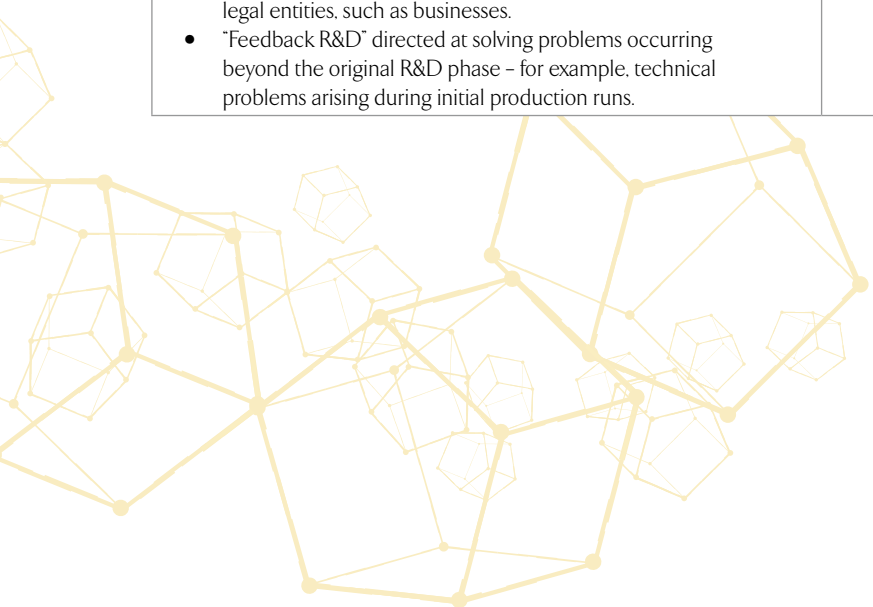 legal entities, such as businesses.
● "Feedback R&D" directed at solving problems occurring
beyond the original R&D phase – for example, technical
problems arising during initial production runs.